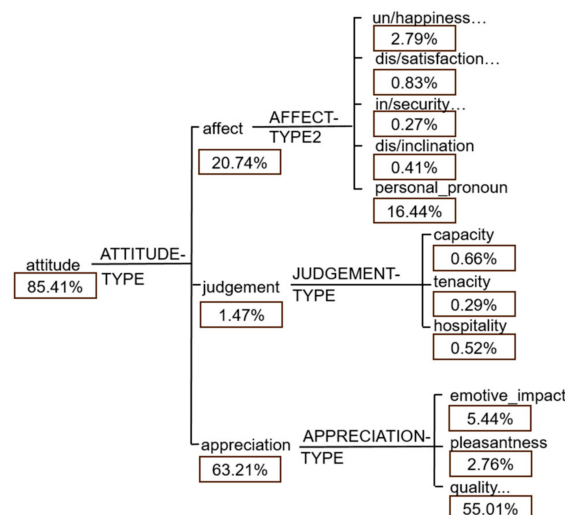 un/happiness...
2.79%
dis/satisfaction...
0.83%
in/security...
0.27%
dis/inclination
0.41%
personal_pronoun
16.44%
affect
AFFECT-
TYPE2
20.74%
attitude
85.41%
ATTITUDE-
TYPE
judgement
1.47%
JUDGEMENT-
TYPE
capacity
0.66%
tenacity
0.29%
hospitality
0.52%
appreciation
63.21%
APPRECIATION-
TYPE
emotive_impact
5.44%
pleasantness
2.76%
quality...
55.01%